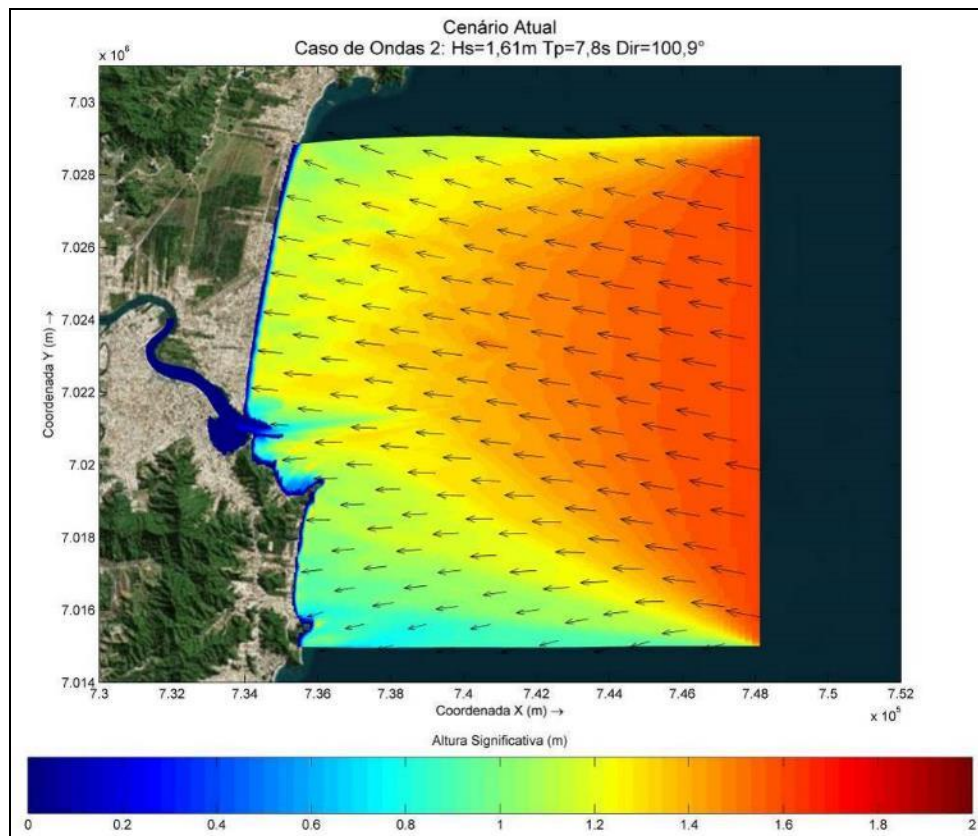 Cenário Atual
Caso de Ondas 2: Hs=1,61m Tp=7,8s Dir=100,9°
x 10⁶
7.03
7.028
7.026
7.024
7.022
7.02
7.018
7.016
7.014
Coordenada Y (m) →
7.3 7.32 7.34 7.36 7.38 7.4 7.42 7.44 7.46 7.48 7.5 7.52
Coordenada X (m) →
x 10⁵
Altura Significativa (m)
0 0.2 0.4 0.6 0.8 1 1.2 1.4 1.6 1.8 2